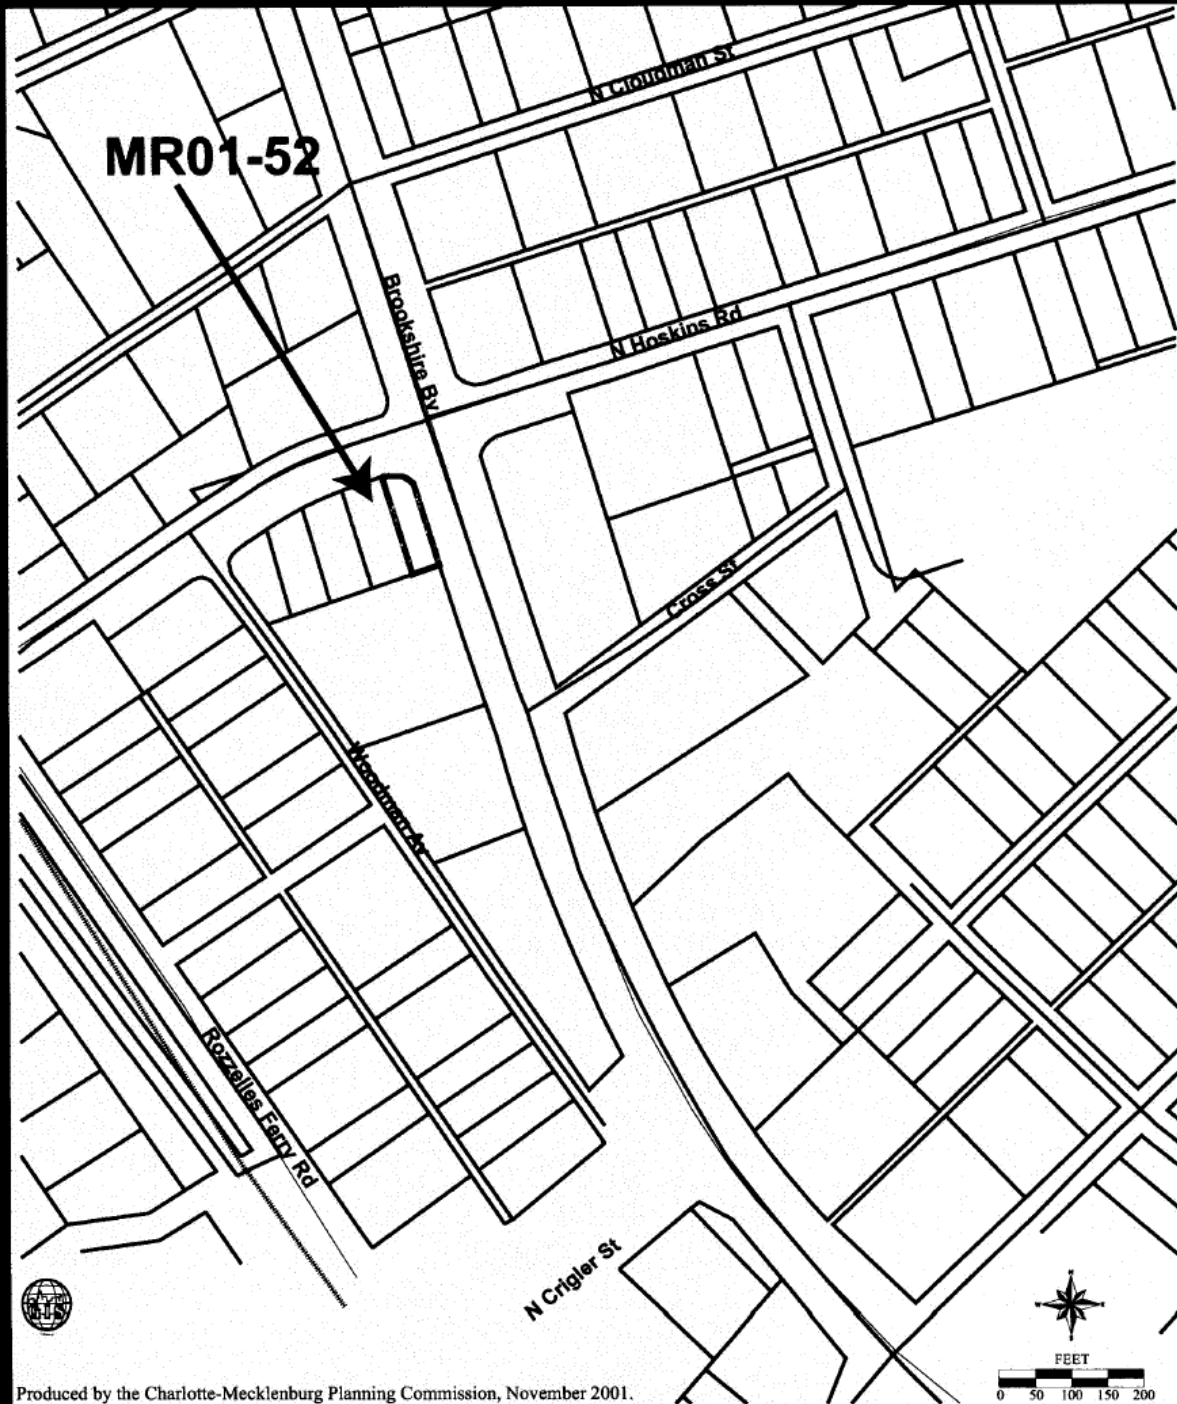 N Cloudman St
MR01-52
Brookshire Bv
N Hoskins Rd
Cross St
Woodman Av
Rozzelles Ferry Rd
N Crigler St
N
W E
S
FEET
0 50 100 150 200
Produced by the Charlotte-Mecklenburg Planning Commission, November 2001.